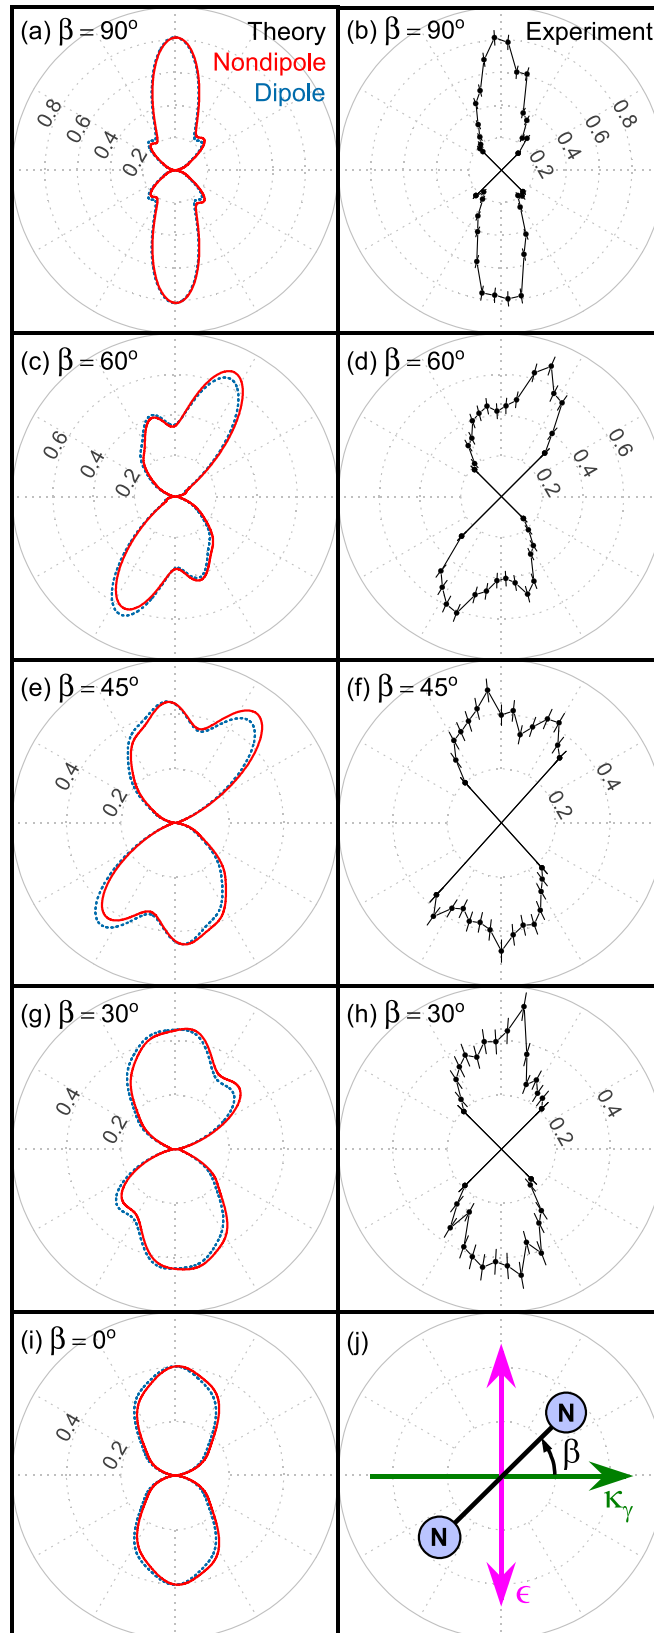 (a) β = 90° Theory
Nondipole
Dipole
0.8
0.6
0.4
0.2
(b) β = 90° Experiment
0.8
0.6
0.4
0.2
(c) β = 60°
0.6
0.4
0.2
(d) β = 60°
0.6
0.4
0.2
(e) β = 45°
0.4
0.2
(f) β = 45°
0.4
0.2
(g) β = 30°
0.4
0.2
(h) β = 30°
0.4
0.2
(i) β = 0°
0.4
0.2
(j)
N
β
κγ
N
ϵ